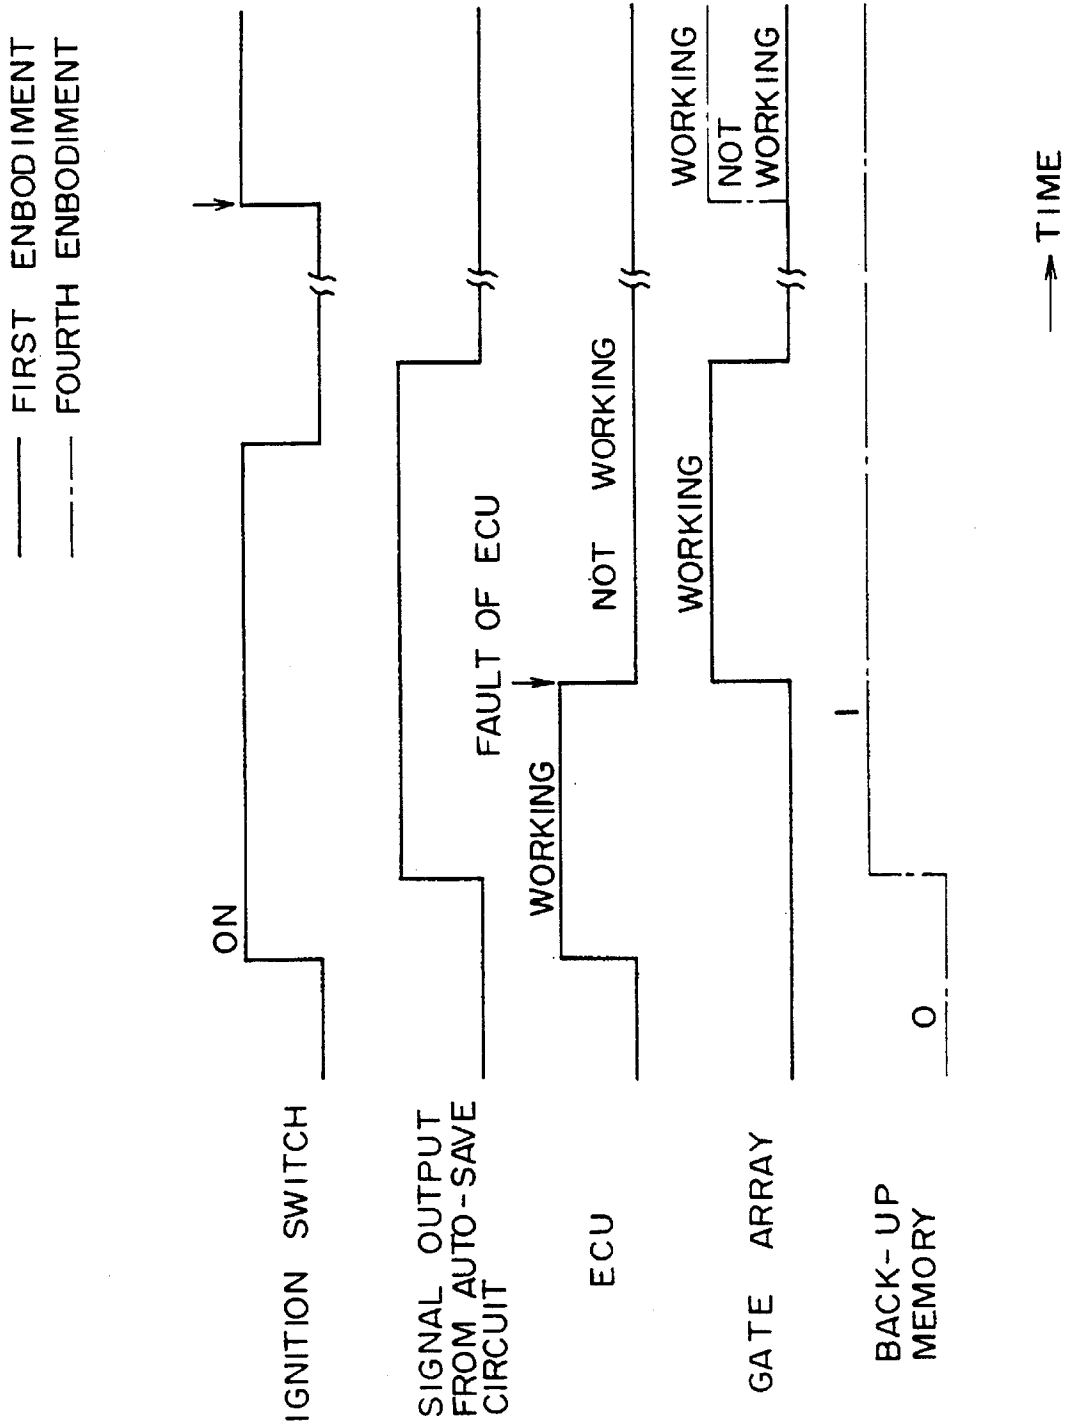 FIRST ENBODIMENT
FOURTH ENBODIMENT
IGNITION SWITCH
ON
SIGNAL OUTPUT
FROM AUTO-SAVE
CIRCUIT
FAULT OF ECU
ECU
WORKING
NOT WORKING
GATE ARRAY
WORKING
WORKING
NOT
WORKING
BACK-UP
MEMORY
0
1
TIME